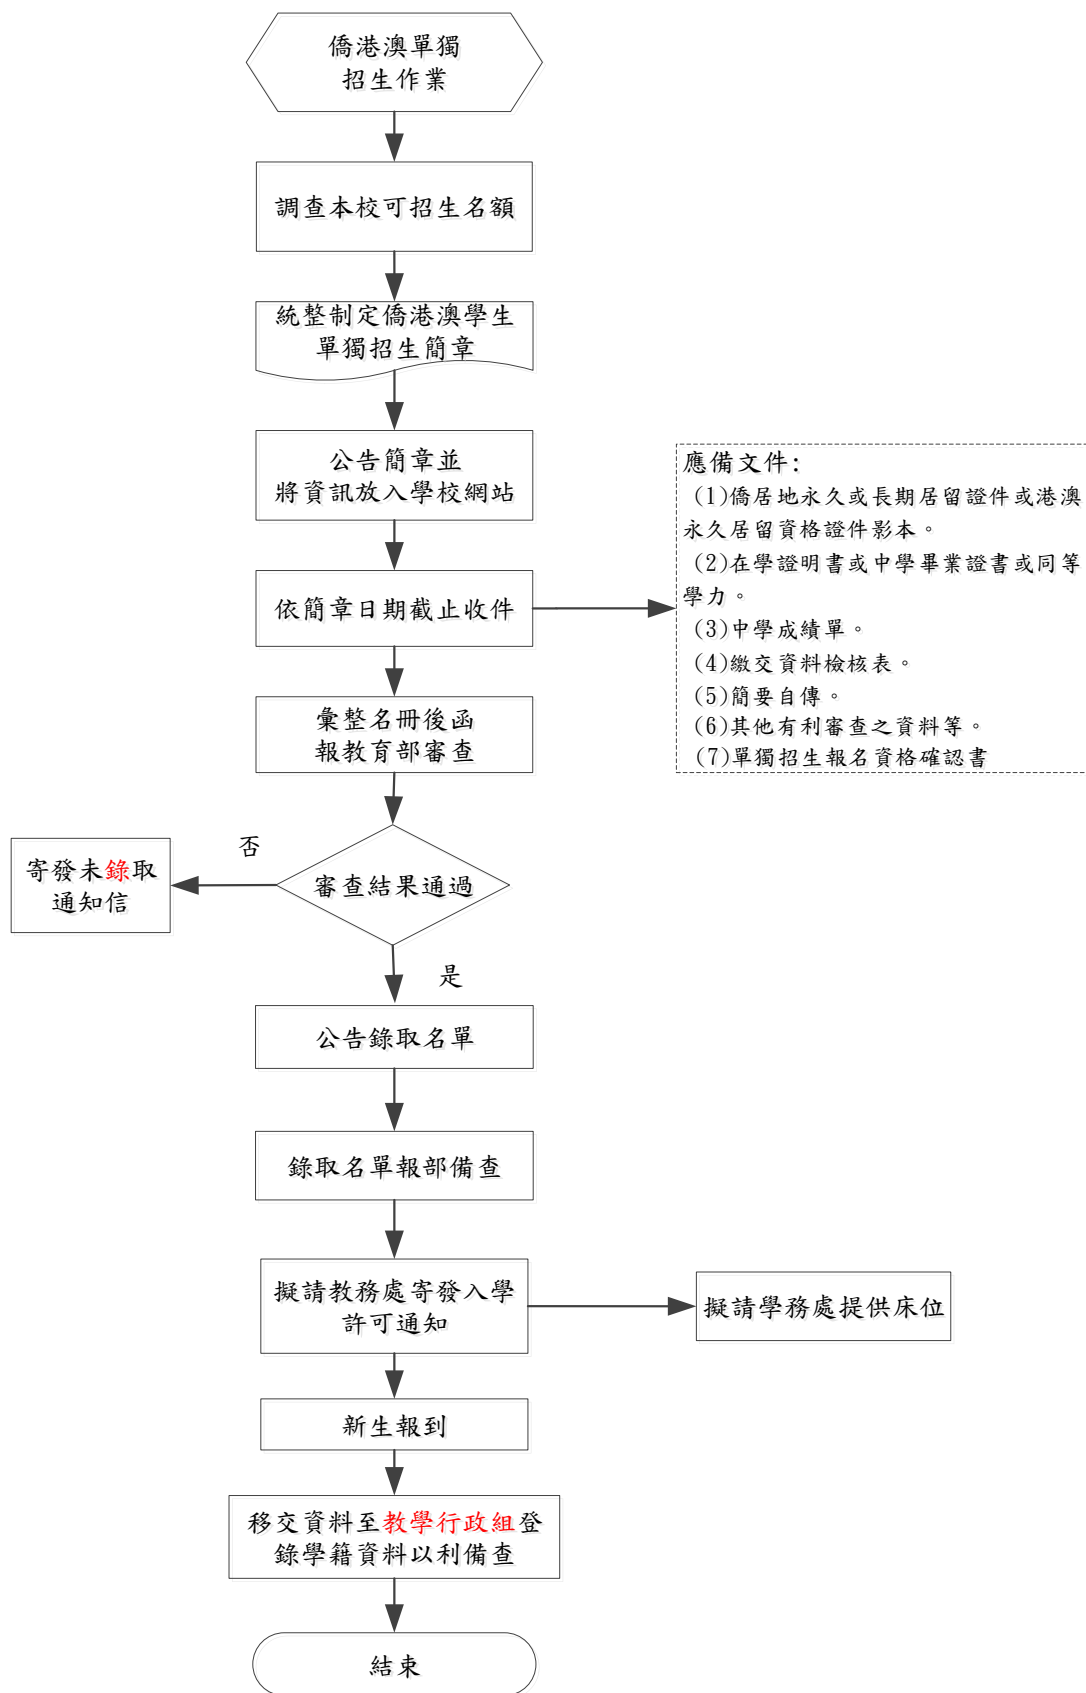 僑港澳單獨
招生作業
調查本校可招生名額
統整制定僑港澳學生
單獨招生簡章
公告簡章並
將資訊放入學校網站
依簡章日期截止收件
應備文件:
(1)僑居地永久或長期居留證件或港澳
永久居留資格證件影本。
(2)在學證明書或中學畢業證書或同等
學力。
(3)中學成績單。
(4)繳交資料檢核表。
(5)簡要自傳。
(6)其他有利審查之資料等。
(7)單獨招生報名資格確認書
彙整名冊後函
報教育部審查
審查結果通過
否
寄發未錄取
通知信
是
公告錄取名單
錄取名單報部備查
擬請教務處寄發入學
許可通知
擬請學務處提供床位
新生報到
移交資料至教學行政組登
錄學籍資料以利備查
結束